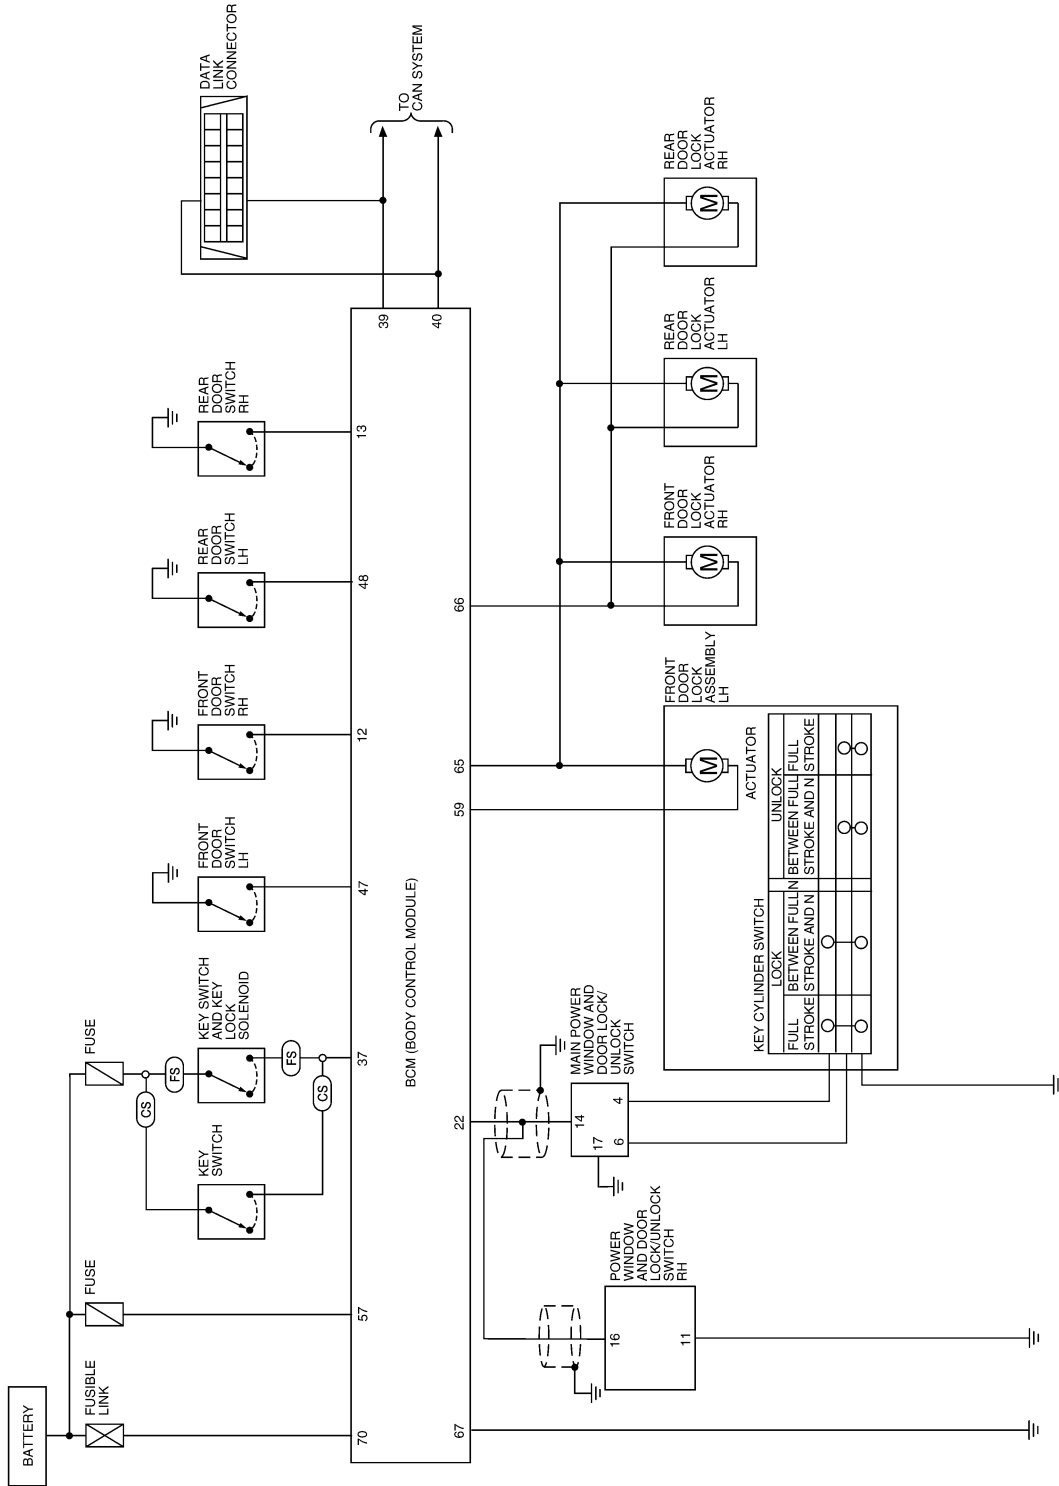 BATTERY
FUSIBLE
LINK
FUSE
FUSE
CS
FS
KEY
SWITCH
KEY SWITCH
AND KEY
LOCK
SOLENOID
FS
CS
FRONT
DOOR
SWITCH
LH
FRONT
DOOR
SWITCH
RH
REAR
DOOR
SWITCH
LH
REAR
DOOR
SWITCH
RH
DATA
LINK
CONNECTOR
TO
CAN SYSTEM
70
57
37
47
12
48
13
39
40
BCM (BODY CONTROL MODULE)
67
22
59
65
66
POWER
WINDOW
AND DOOR
LOCK/UNLOCK
SWITCH
RH
16
11
MAIN POWER
WINDOW AND
DOOR LOCK/
UNLOCK
SWITCH
14
17
6
4
FRONT
DOOR
LOCK
ASSEMBLY
LH
M
ACTUATOR
KEY CYLINDER SWITCH
LOCK
N
UNLOCK
FULL
STROKE
BETWEEN FULL
STROKE AND N
BETWEEN FULL
STROKE AND N
FULL
STROKE
FRONT
DOOR
LOCK
ACTUATOR
RH
M
REAR
DOOR
LOCK
ACTUATOR
LH
M
REAR
DOOR
LOCK
ACTUATOR
RH
M